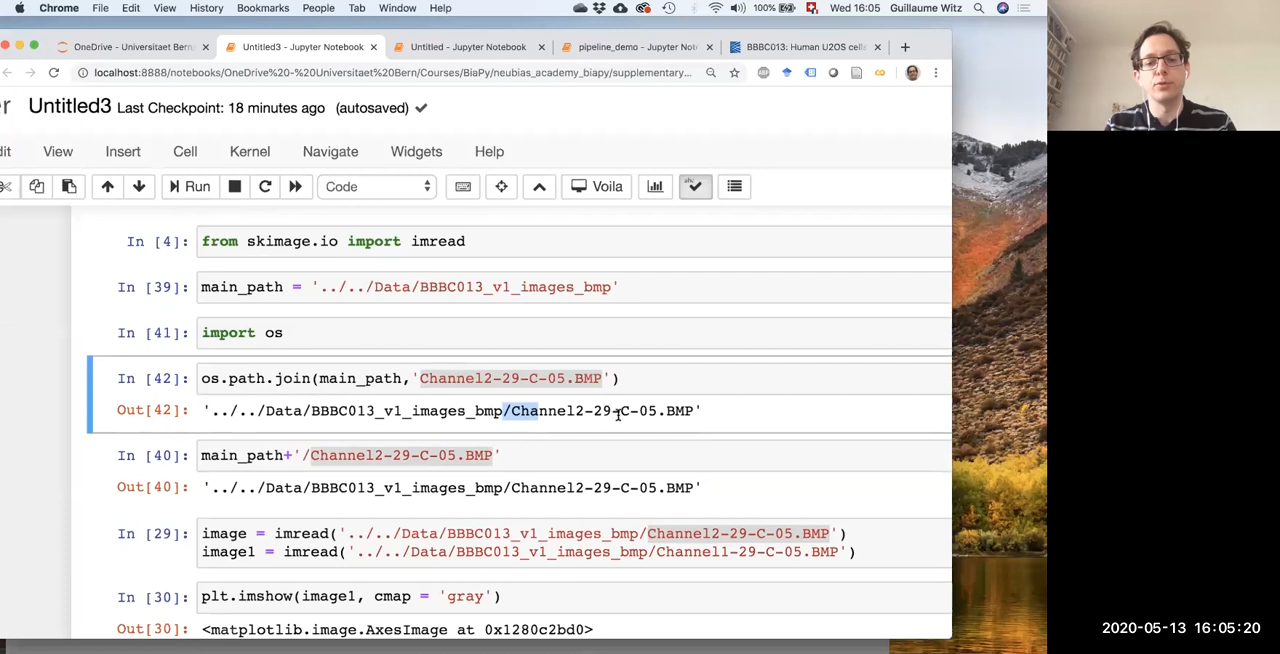 Chrome File Edit View History Bookmarks People Tab Window Help 100% Wed 16:05 Guillaume Witz
OneDrive - Universitaet Bern Untitled3 - Jupyter Notebook Untitled - Jupyter Notebook pipeline_demo - Jupyter Not BBBC013: Human U2OS cells
localhost:8888/notebooks/OneDrive%20-%20Universitaet%20Bern/Courses/BiaPy/neubias_academy_biapy/supplementary...
er Untitled3 Last Checkpoint: 18 minutes ago (autosaved)
dit View Insert Cell Kernel Navigate Widgets Help
Run Code Voila abc
In [4]: from skimage.io import imread
In [39]: main_path = '../../Data/BBBC013_v1_images_bmp'
In [41]: import os
In [42]: os.path.join(main_path,'Channel2-29-C-05.BMP')
Out[42]: '../../Data/BBBC013_v1_images_bmp/Channel2-29-C-05.BMP'
In [40]: main_path+'/Channel2-29-C-05.BMP'
Out[40]: '../../Data/BBBC013_v1_images_bmp/Channel2-29-C-05.BMP'
In [29]: image = imread('../../Data/BBBC013_v1_images_bmp/Channel2-29-C-05.BMP')
image1 = imread('../../Data/BBBC013_v1_images_bmp/Channel1-29-C-05.BMP')
In [30]: plt.imshow(image1, cmap = 'gray')
Out[30]: <matplotlib.image.AxesImage at 0x1280c2bd0>
2020-05-13 16:05:20